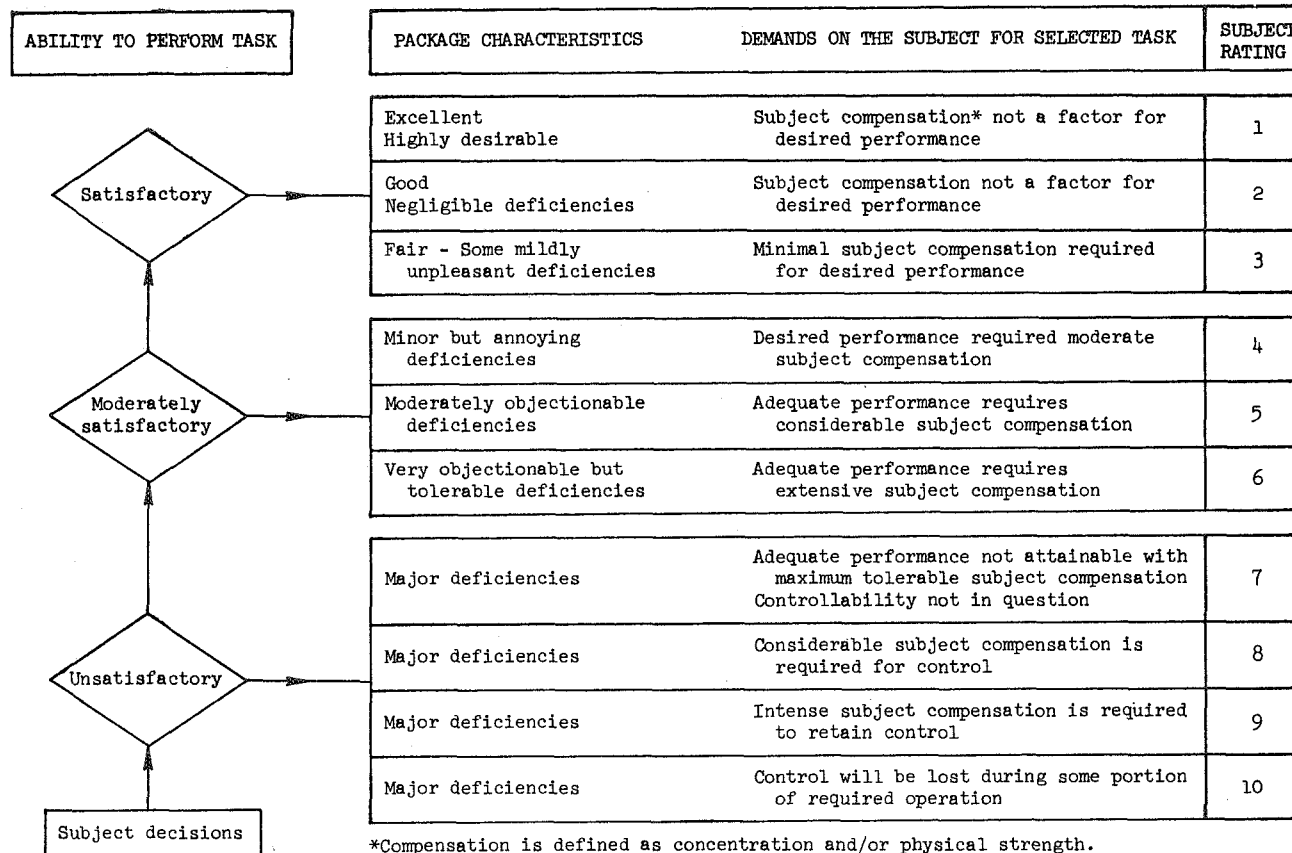 ABILITY TO PERFORM TASK
PACKAGE CHARACTERISTICS DEMANDS ON THE SUBJECT FOR SELECTED TASK SUBJECT
RATING
Satisfactory
Excellent
Highly desirable
Subject compensation* not a factor for
desired performance
1
Good
Negligible deficiencies
Subject compensation not a factor for
desired performance
2
Fair - Some mildly
unpleasant deficiencies
Minimal subject compensation required
for desired performance
3
Moderately
satisfactory
Minor but annoying
deficiencies
Desired performance required moderate
subject compensation
4
Moderately objectionable
deficiencies
Adequate performance requires
considerable subject compensation
5
Very objectionable but
tolerable deficiencies
Adequate performance requires
extensive subject compensation
6
Unsatisfactory
Major deficiencies
Adequate performance not attainable with
maximum tolerable subject compensation
Controllability not in question
7
Major deficiencies
Considerable subject compensation is
required for control
8
Major deficiencies
Intense subject compensation is required
to retain control
9
Major deficiencies
Control will be lost during some portion
of required operation
10
Subject decisions
*Compensation is defined as concentration and/or physical strength.